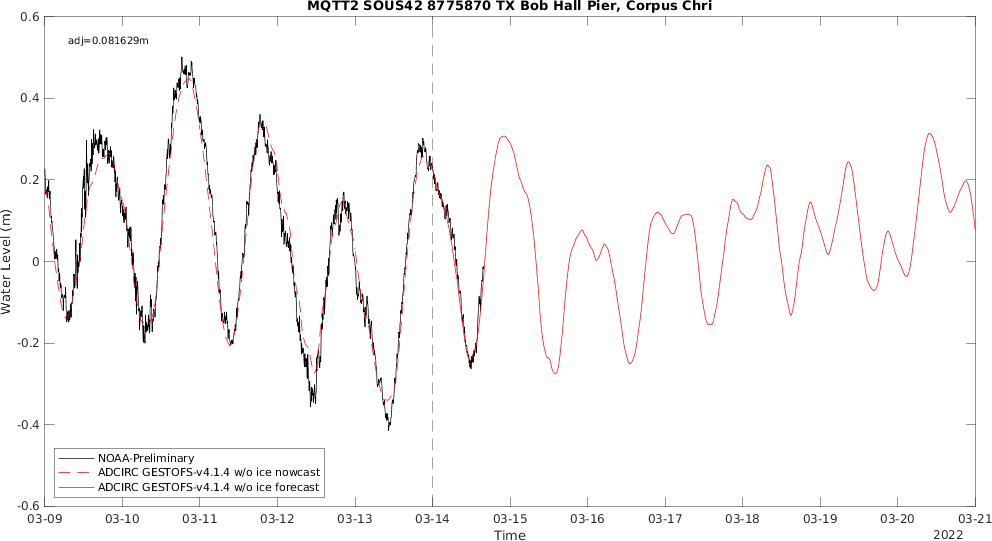 MQTT2 SOUS42 8775870 TX Bob Hall Pier, Corpus Chri
adj=0.081629m
0.6
0.4
0.2
0
-0.2
-0.4
-0.6
Water Level (m)
NOAA-Preliminary
ADCIRC GESTOFS-v4.1.4 w/o ice nowcast
ADCIRC GESTOFS-v4.1.4 w/o ice forecast
03-09 03-10 03-11 03-12 03-13 03-14 03-15 03-16 03-17 03-18 03-19 03-20 03-21
Time
2022